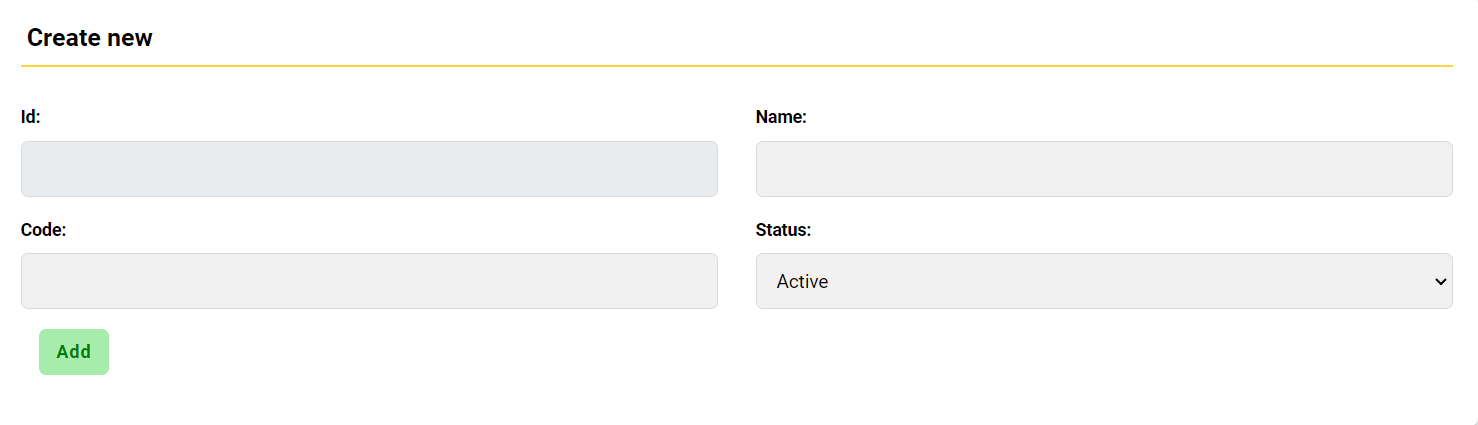 Create new
Id:
Name:
Code:
Status:
Active
Add